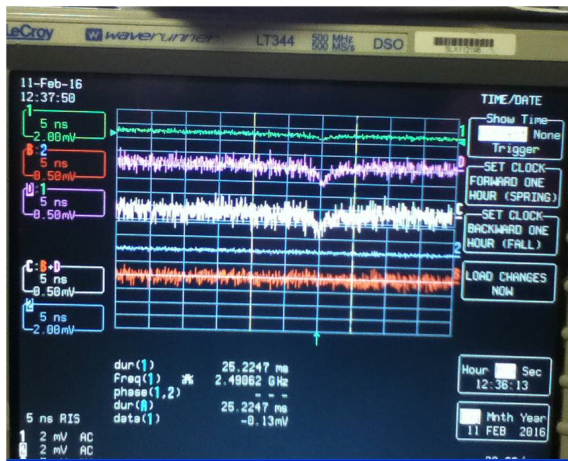 LeCroy waverunner LT344 500 MHz 500 MS/s DSO
11-Feb-16
12:37:50
1
5 ns
2.00mV
B:2
5 ns
0.50mV
D:1
5 ns
0.50mV
C:B+D
5 ns
0.50mV
2
5 ns
2.00mV
1
D
C
2
B
TIME/DATE
Show Time
None
Trigger
SET CLOCK
FORWARD ONE
HOUR (SPRING)
SET CLOCK
BACKWARD ONE
HOUR (FALL)
LOAD CHANGES
NOW
Hour Sec
12:36:13
Mnth Year
11 FEB 2016
dur(1) 25.2247 ms
Freq(1) 2.49062 GHz
phase(1,2) - - -
dur(A) 25.2247 ms
data(1) -0.13mV
5 ns RIS
1 2 mV AC
2 2 mV AC